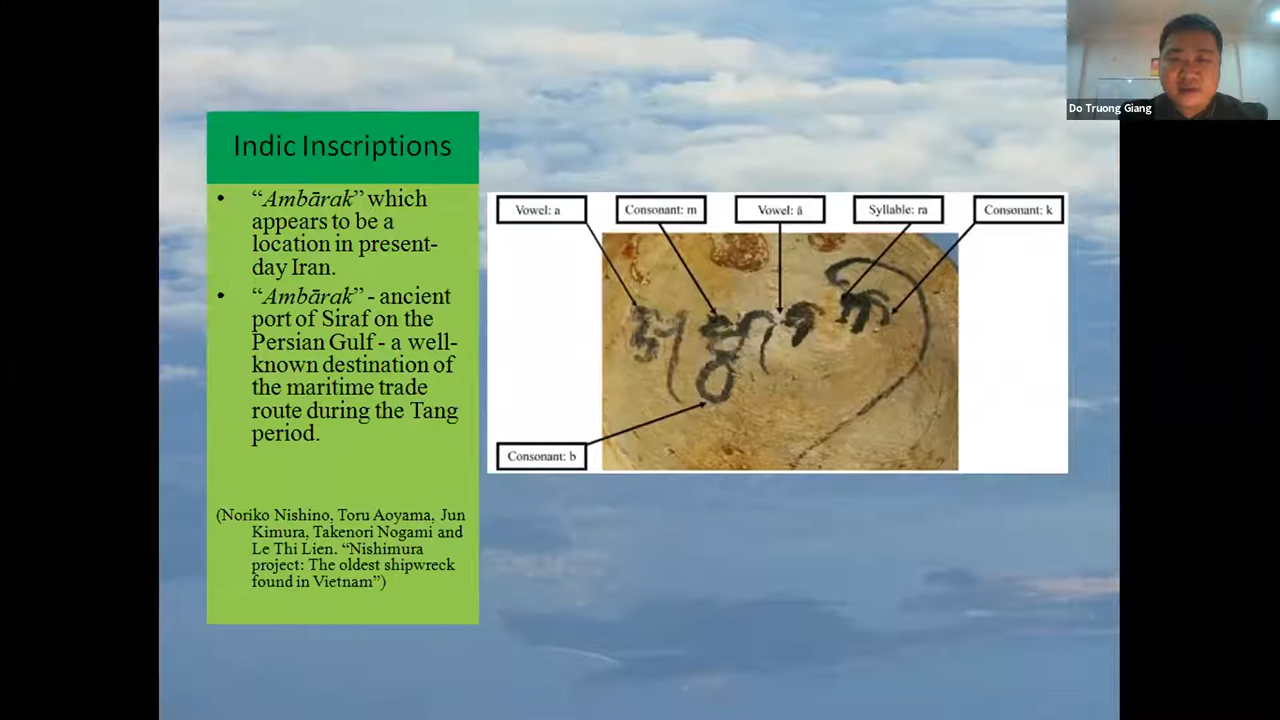 Do Truong Giang
Indic Inscriptions
• “Ambārak” which
appears to be a
location in present-
day Iran.
• “Ambārak” - ancient
port of Siraf on the
Persian Gulf - a well-
known destination of
the maritime trade
route during the Tang
period.
(Noriko Nishino, Toru Aoyama, Jun
Kimura, Takenori Nogami and
Le Thi Lien. “Nishimura
project: The oldest shipwreck
found in Vietnam”)
Vowel: a
Consonant: m
Vowel: ā
Syllable: ra
Consonant: k
Consonant: b